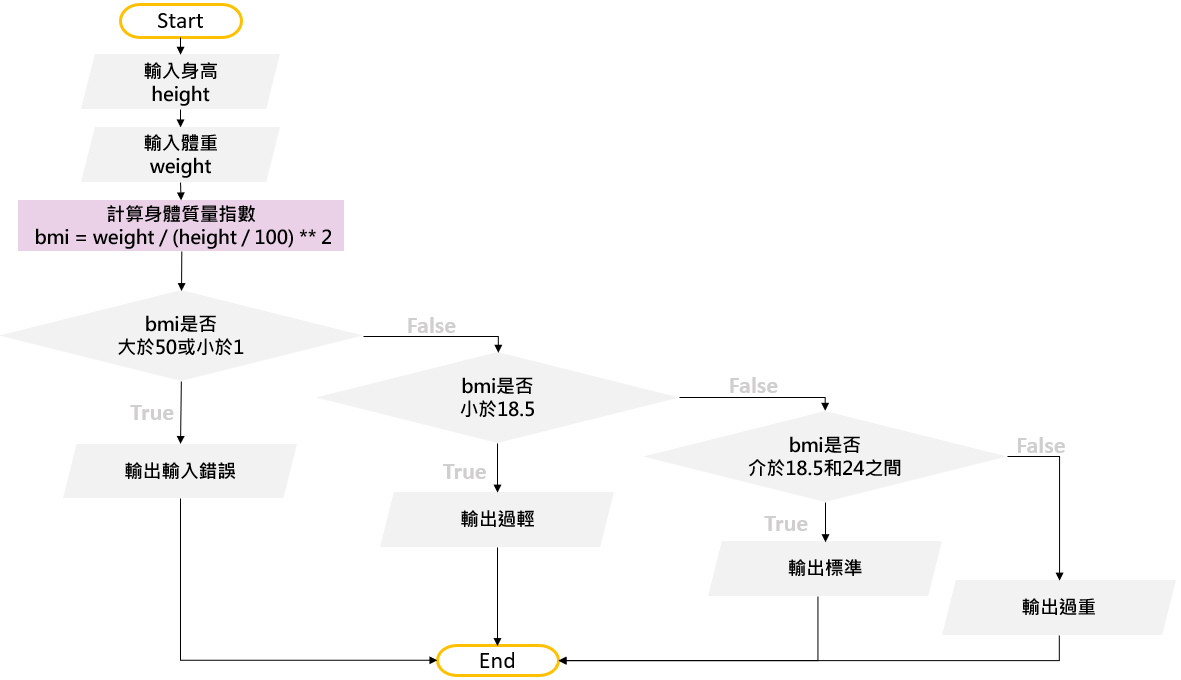 Start
輸入身高
height
輸入體重
weight
計算身體質量指數
bmi = weight / (height / 100) ** 2
bmi是否
大於50或小於1
False
True
輸出輸入錯誤
bmi是否
小於18.5
False
True
輸出過輕
bmi是否
介於18.5和24之間
False
True
輸出標準
輸出過重
End